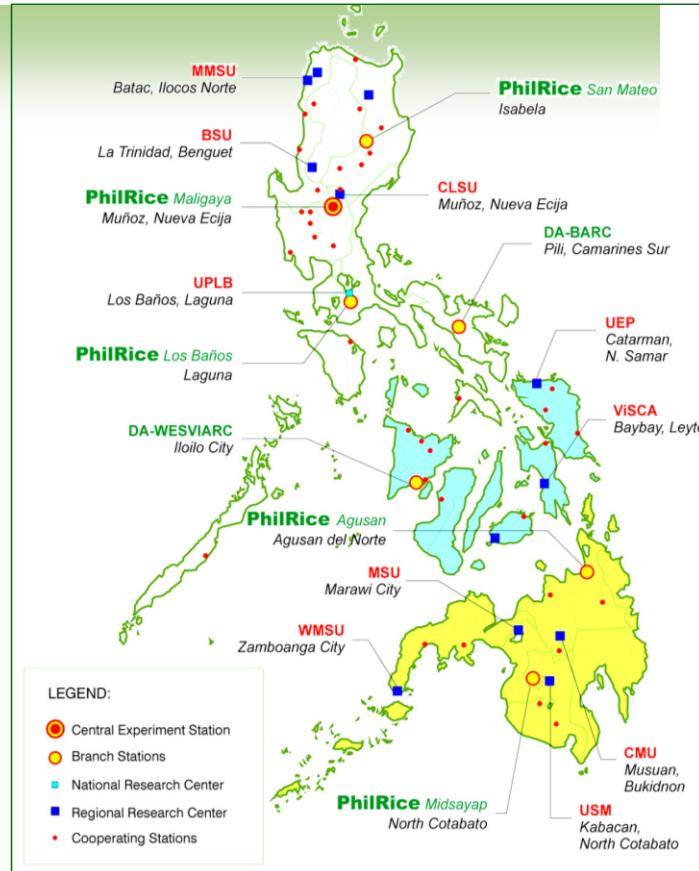 MMSU
Batac, Ilocos Norte
PhilRice San Mateo
Isabela
BSU
La Trinidad, Benguet
PhilRice Maligaya
Muñoz, Nueva Ecija
CLSU
Muñoz, Nueva Ecija
DA-BARC
Pili, Camarines Sur
UPLB
Los Baños, Laguna
UEP
Catarman,
N. Samar
PhilRice Los Baños
Laguna
ViSCA
Baybay, Leyte
DA-WESVIARC
Iloilo City
PhilRice Agusan
Agusan del Norte
MSU
Marawi City
WMSU
Zamboanga City
LEGEND:
Central Experiment Station
Branch Stations
National Research Center
Regional Research Center
Cooperating Stations
CMU
Musuan,
Bukidnon
PhilRice Midsayap
North Cotabato
USM
Kabacan,
North Cotabato